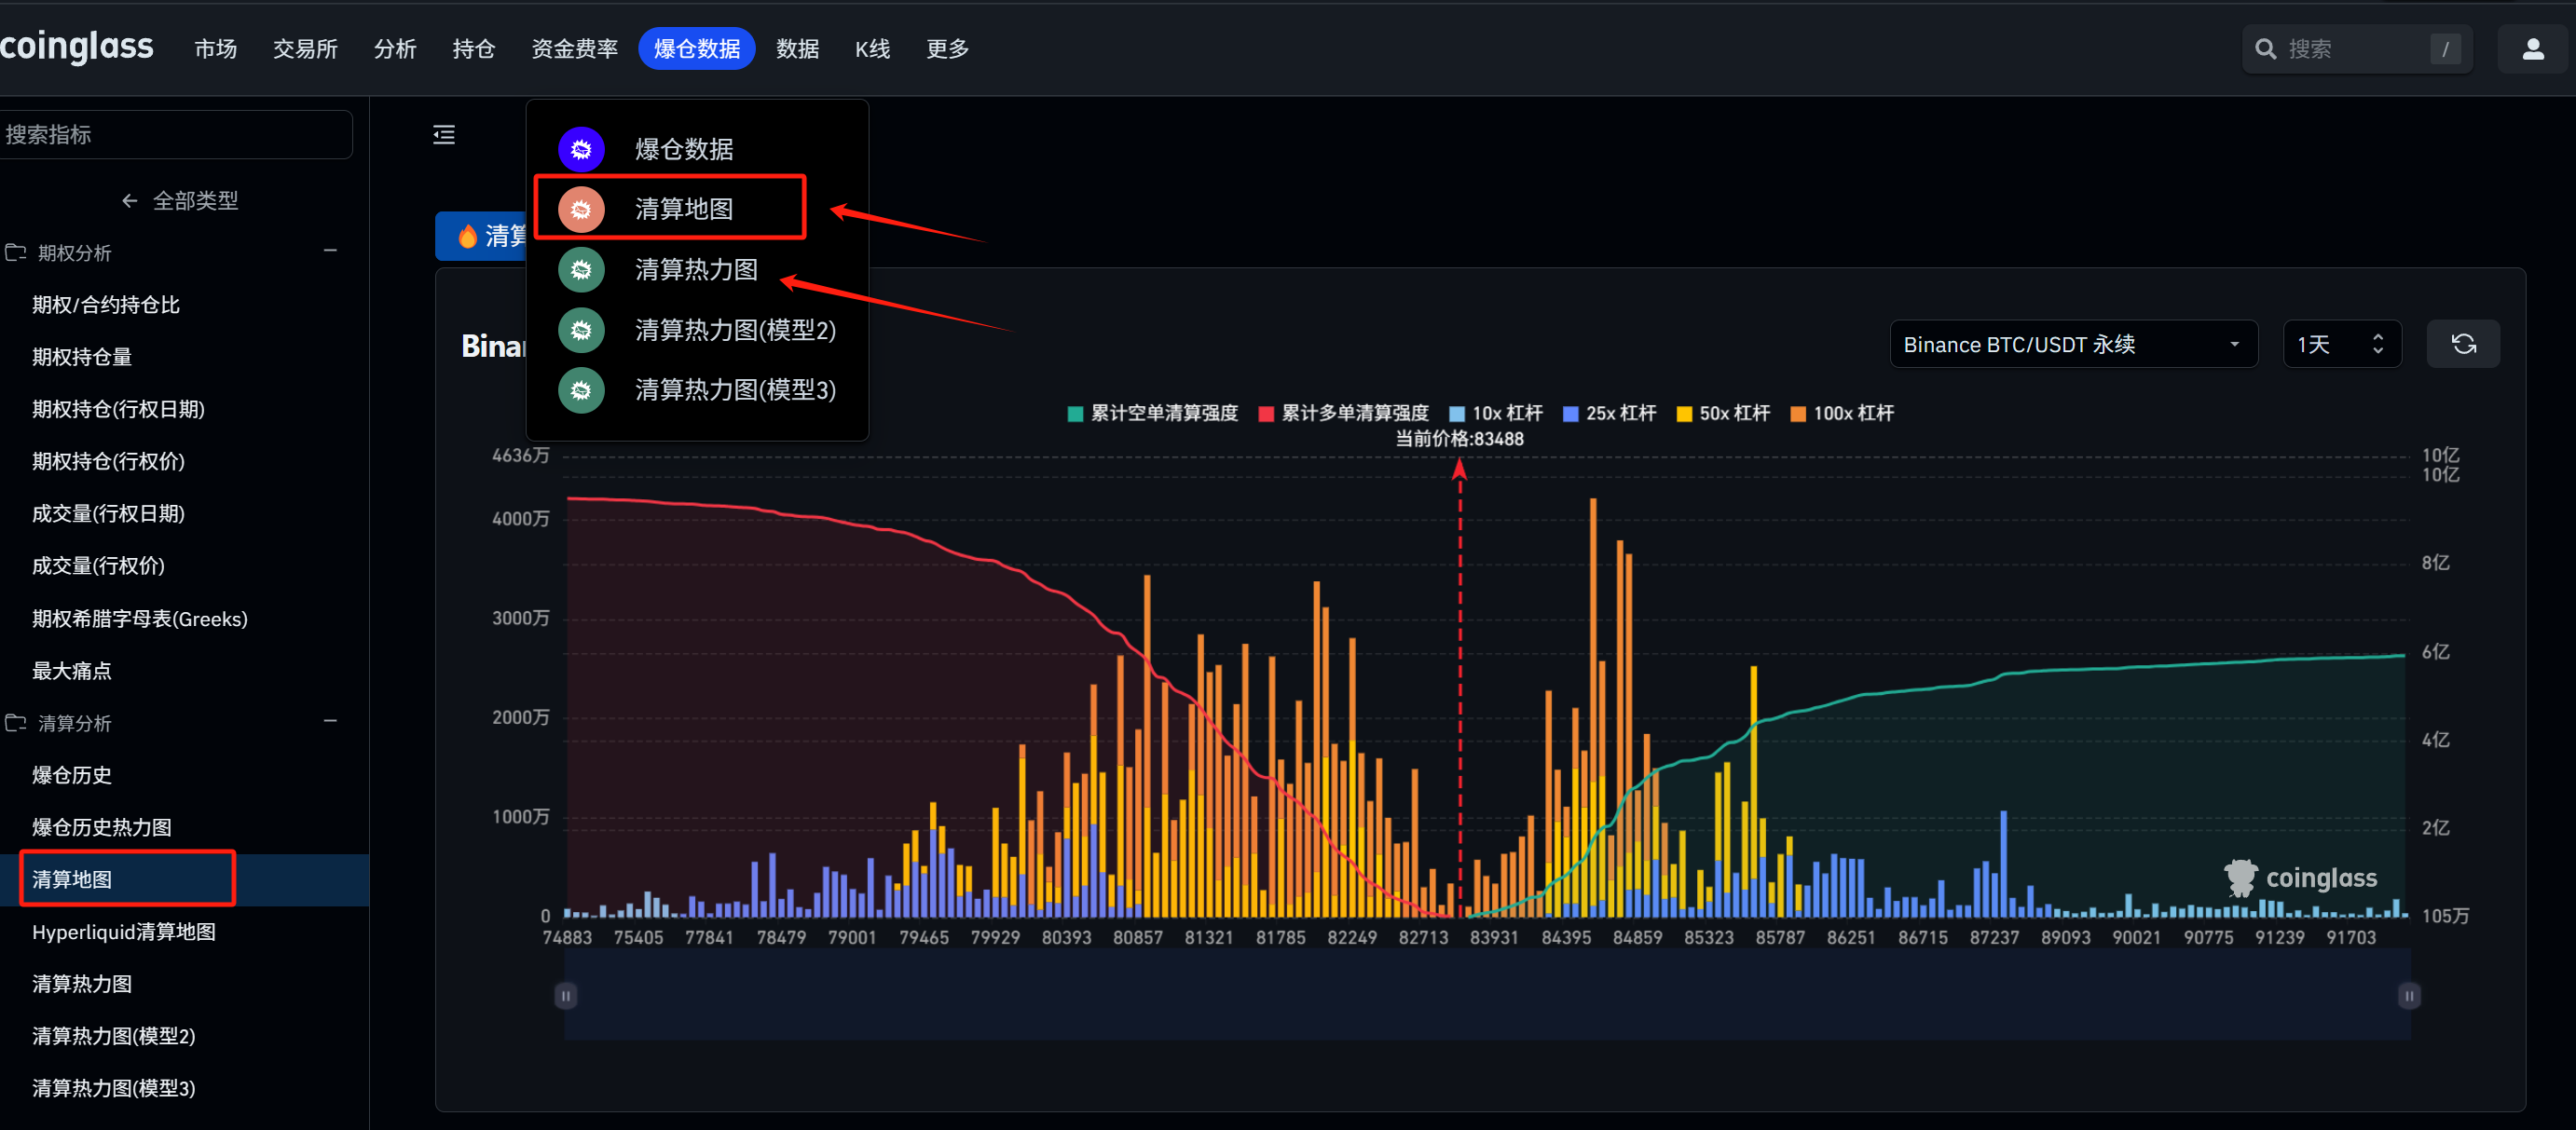 coinglass 市场 交易所 分析 持仓 资金费率 爆仓数据 数据 K线 更多 搜索 /
搜索指标
全部类型
期权分析
期权/合约持仓比
期权持仓量
期权持仓(行权日期)
期权持仓(行权价)
成交量(行权日期)
成交量(行权价)
期权希腊字母表(Greeks)
最大痛点
清算分析
爆仓历史
爆仓历史热力图
清算地图
Hyperliquid清算地图
清算热力图
清算热力图(模型2)
清算热力图(模型3)
爆仓数据
清算地图
清算热力图
清算热力图(模型2)
清算热力图(模型3)
清算
Binan
Binance BTC/USDT 永续 1天
累计空单清算强度 累计多单清算强度 10x 杠杆 25x 杠杆 50x 杠杆 100x 杠杆
当前价格:83488
4636万
4000万
3000万
2000万
1000万
0
10亿
10亿
8亿
6亿
4亿
2亿
105万
coinglass
74883 75405 77841 78479 79001 79465 79929 80393 80857 81321 81785 82249 82713 83931 84395 84859 85323 85787 86251 86715 87237 89093 90021 90775 91239 91703